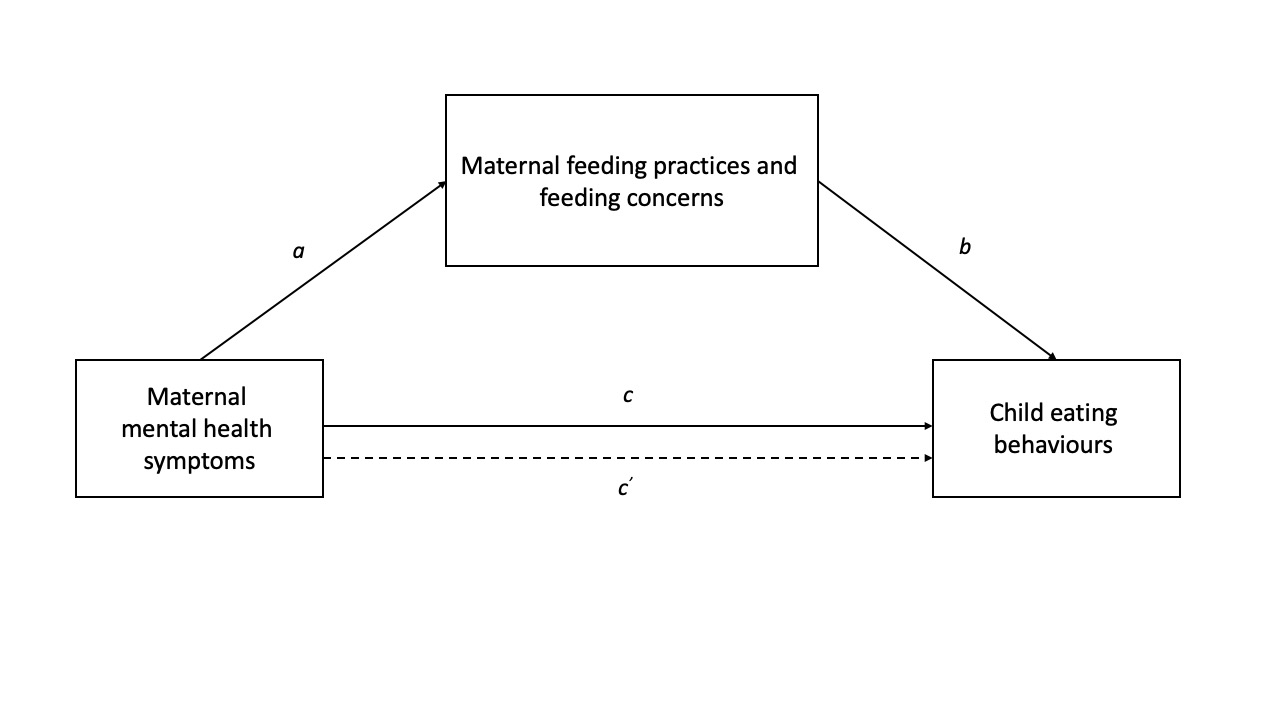 Maternal feeding practices and
feeding concerns
a
b
Maternal
mental health
symptoms
c
c′
Child eating
behaviours